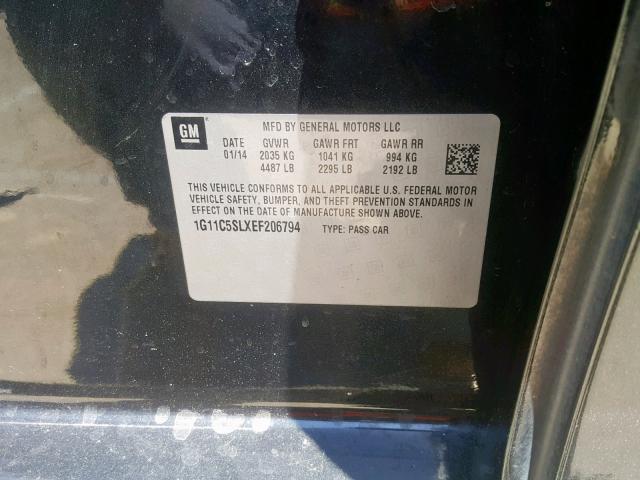 GM
MFD BY GENERAL MOTORS LLC
DATE GVWR GAWR FRT GAWR RR
01/14 2035 KG 1041 KG 994 KG
4487 LB 2295 LB 2192 LB
THIS VEHICLE CONFORMS TO ALL APPLICABLE U.S. FEDERAL MOTOR
VEHICLE SAFETY, BUMPER, AND THEFT PREVENTION STANDARDS IN
EFFECT ON THE DATE OF MANUFACTURE SHOWN ABOVE.
1G11C5SLXEF206794 TYPE: PASS CAR